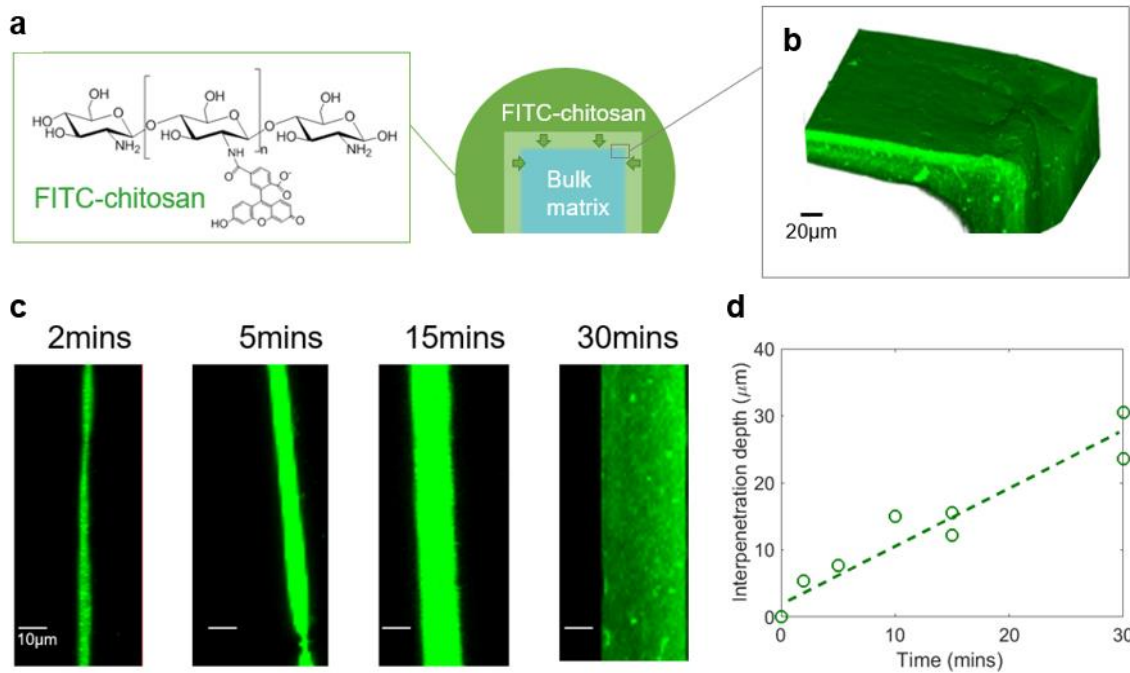 a
OH
OH
OH
HO
HO
O
O
HO
O
O
HO
O
HO
OH
NH2
NH
n
NH2
O
O-
O
HO
O
O
FITC-chitosan
FITC-chitosan
Bulk
matrix
b
20µm
c
2mins
5mins
15mins
30mins
10µm
d
40
30
20
10
0
Interpenetration depth (µm)
0
10
20
30
Time (mins)